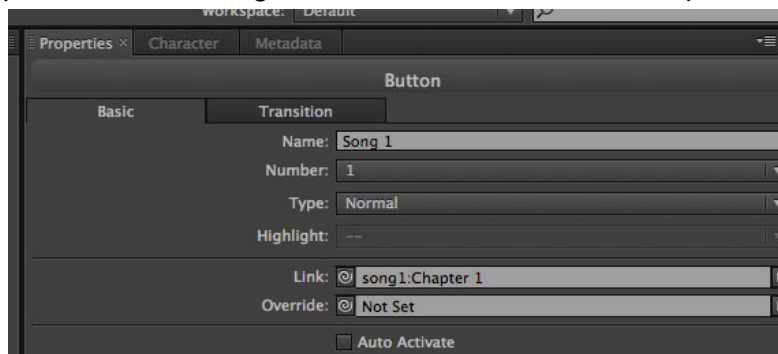 Workspace: Default
Properties × Character Metadata
Button
Basic Transition
Name: Song 1
Number: 1
Type: Normal
Highlight: --
Link: song1:Chapter 1
Override: Not Set
Auto Activate